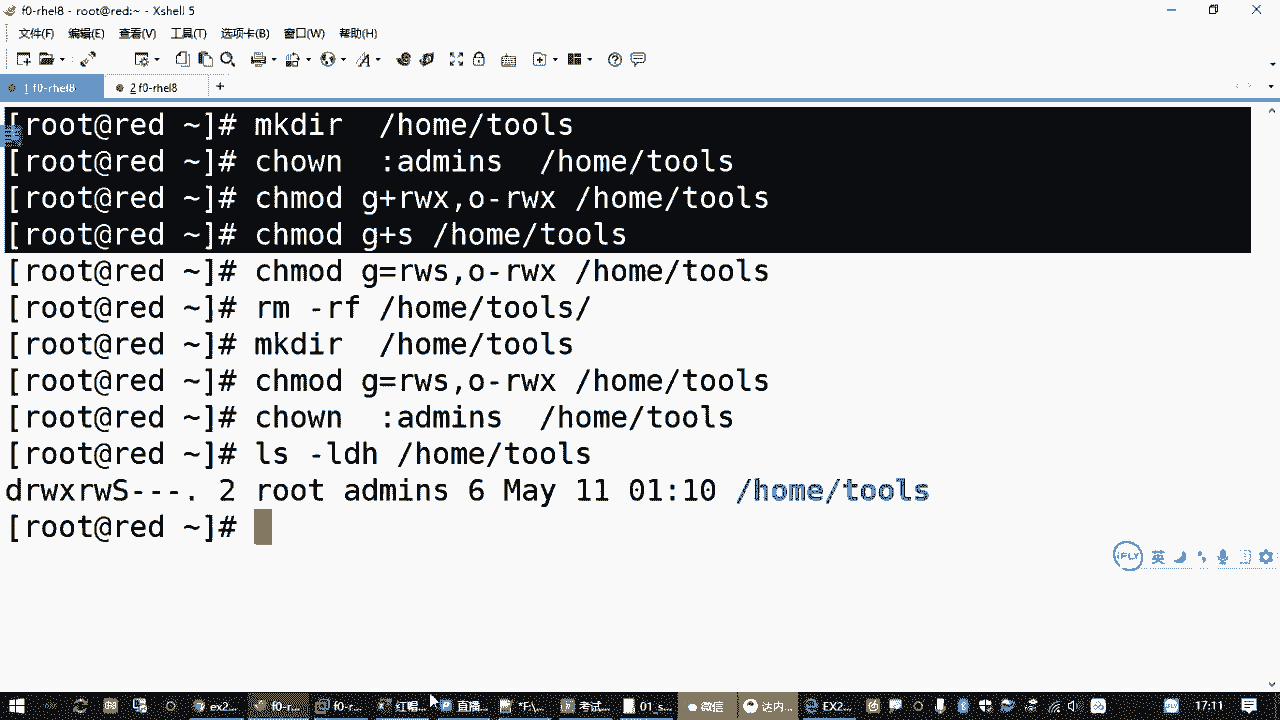 f0-rhel8 - root@red:~ - Xshell 5
文件(F) 编辑(E) 查看(V) 工具(T) 选项卡(B) 窗口(W) 帮助(H)
1 f0-rhel8 2 f0-rhel8 +
[root@red ~]# mkdir  /home/tools
[root@red ~]# chown  :admins  /home/tools
[root@red ~]# chmod g+rwx,o-rwx /home/tools
[root@red ~]# chmod g+s /home/tools
[root@red ~]# chmod g=rws,o-rwx /home/tools
[root@red ~]# rm -rf /home/tools/
[root@red ~]# mkdir  /home/tools
[root@red ~]# chmod g=rws,o-rwx /home/tools
[root@red ~]# chown  :admins  /home/tools
[root@red ~]# ls -ldh /home/tools
drwxrwS---. 2 root admins 6 May 11 01:10 /home/tools
[root@red ~]#
iFLY 英
ex2... f0-r... f0-r... 红帽... 直播... *F\... 考试... 01_s... 微信 达内... EX2... 17:11